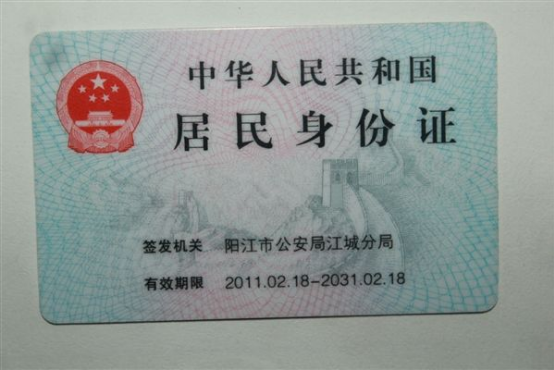 中华人民共和国
居民身份证
签发机关 阳江市公安局江城分局
有效期限 2011.02.18-2031.02.18